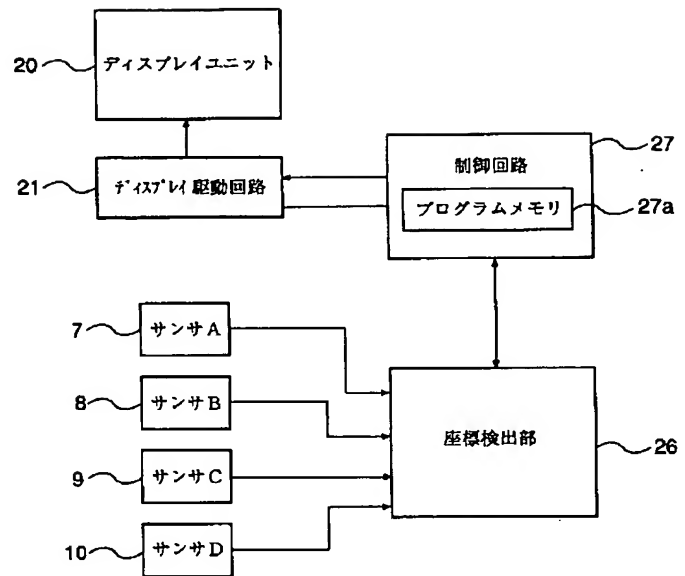 20
ディスプレイユニット
21
ディスプレイ駆動回路
制御回路
27
プログラムメモリ
27a
7
サンサA
8
サンサB
9
サンサC
10
サンサD
座標検出部
26